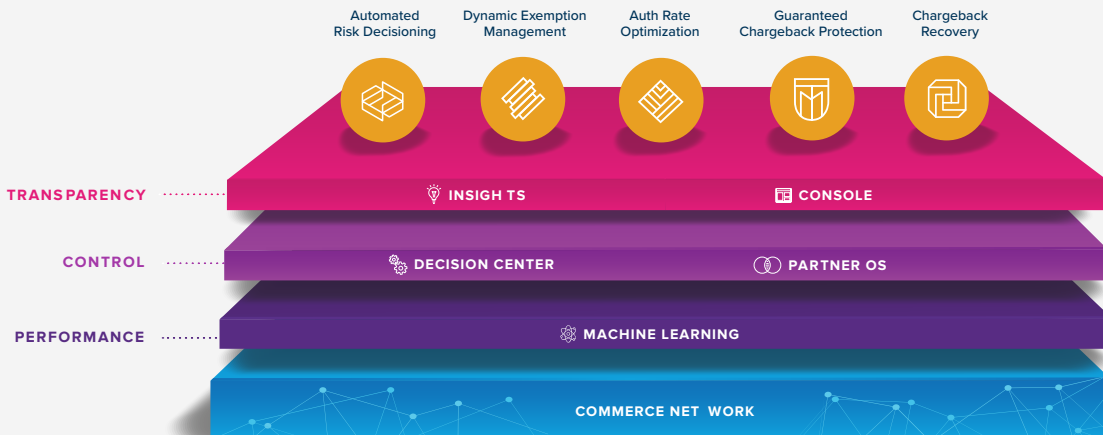 Automated
Risk Decisioning
Dynamic Exemption
Management
Auth Rate
Optimization
Guaranteed
Chargeback Protection
Chargeback
Recovery
TRANSPARENCY
INSIGH TS
CONSOLE
CONTROL
DECISION CENTER
PARTNER OS
PERFORMANCE
MACHINE LEARNING
COMMERCE NET WORK